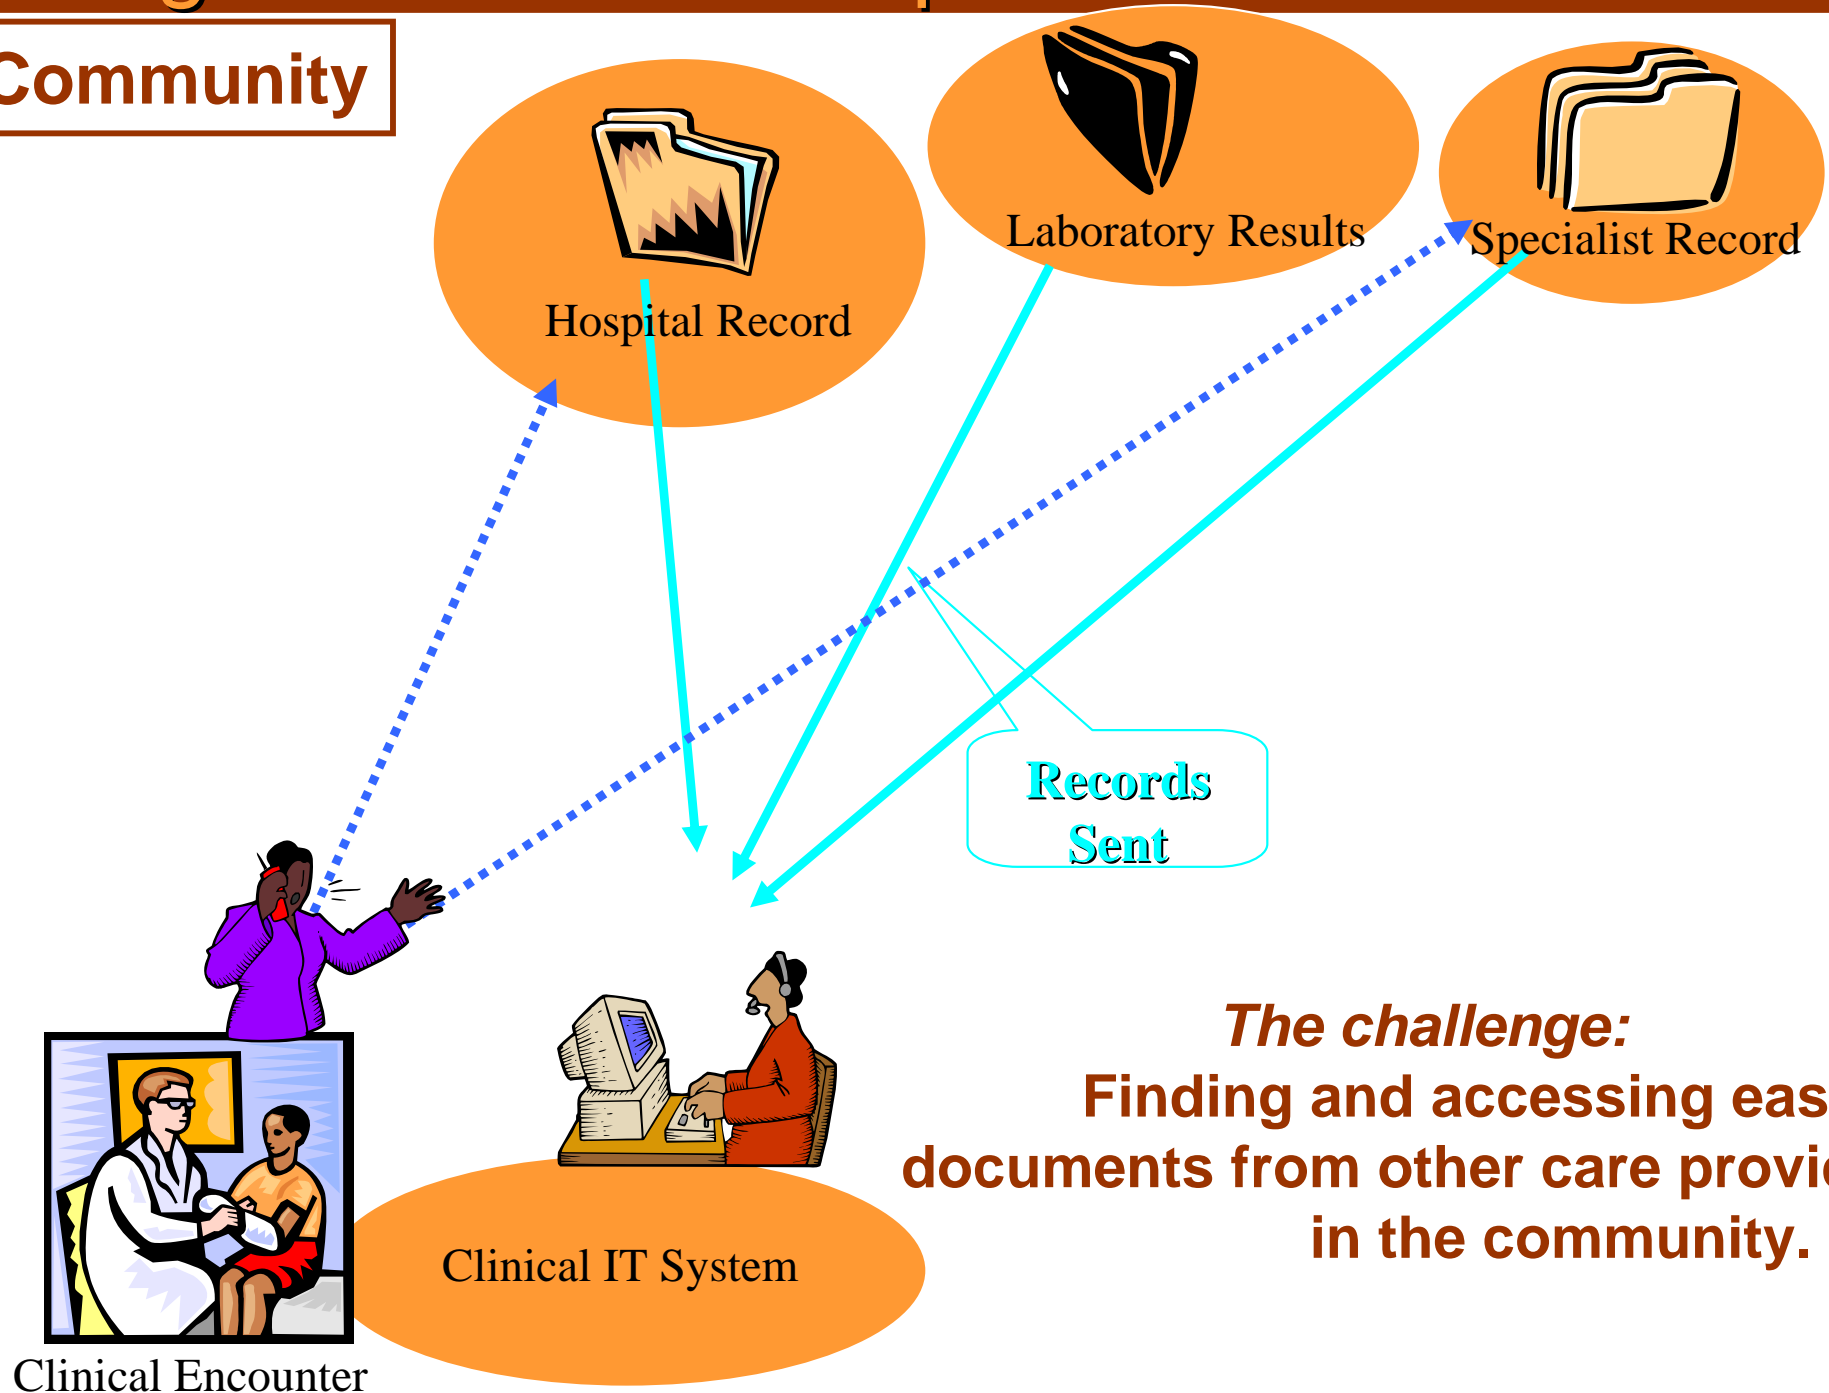 Community
Laboratory Results
Specialist Record
Hospital Record
Records
Sent
The challenge:
Finding and accessing eas
documents from other care provi
in the community.
Clinical IT System
Clinical Encounter